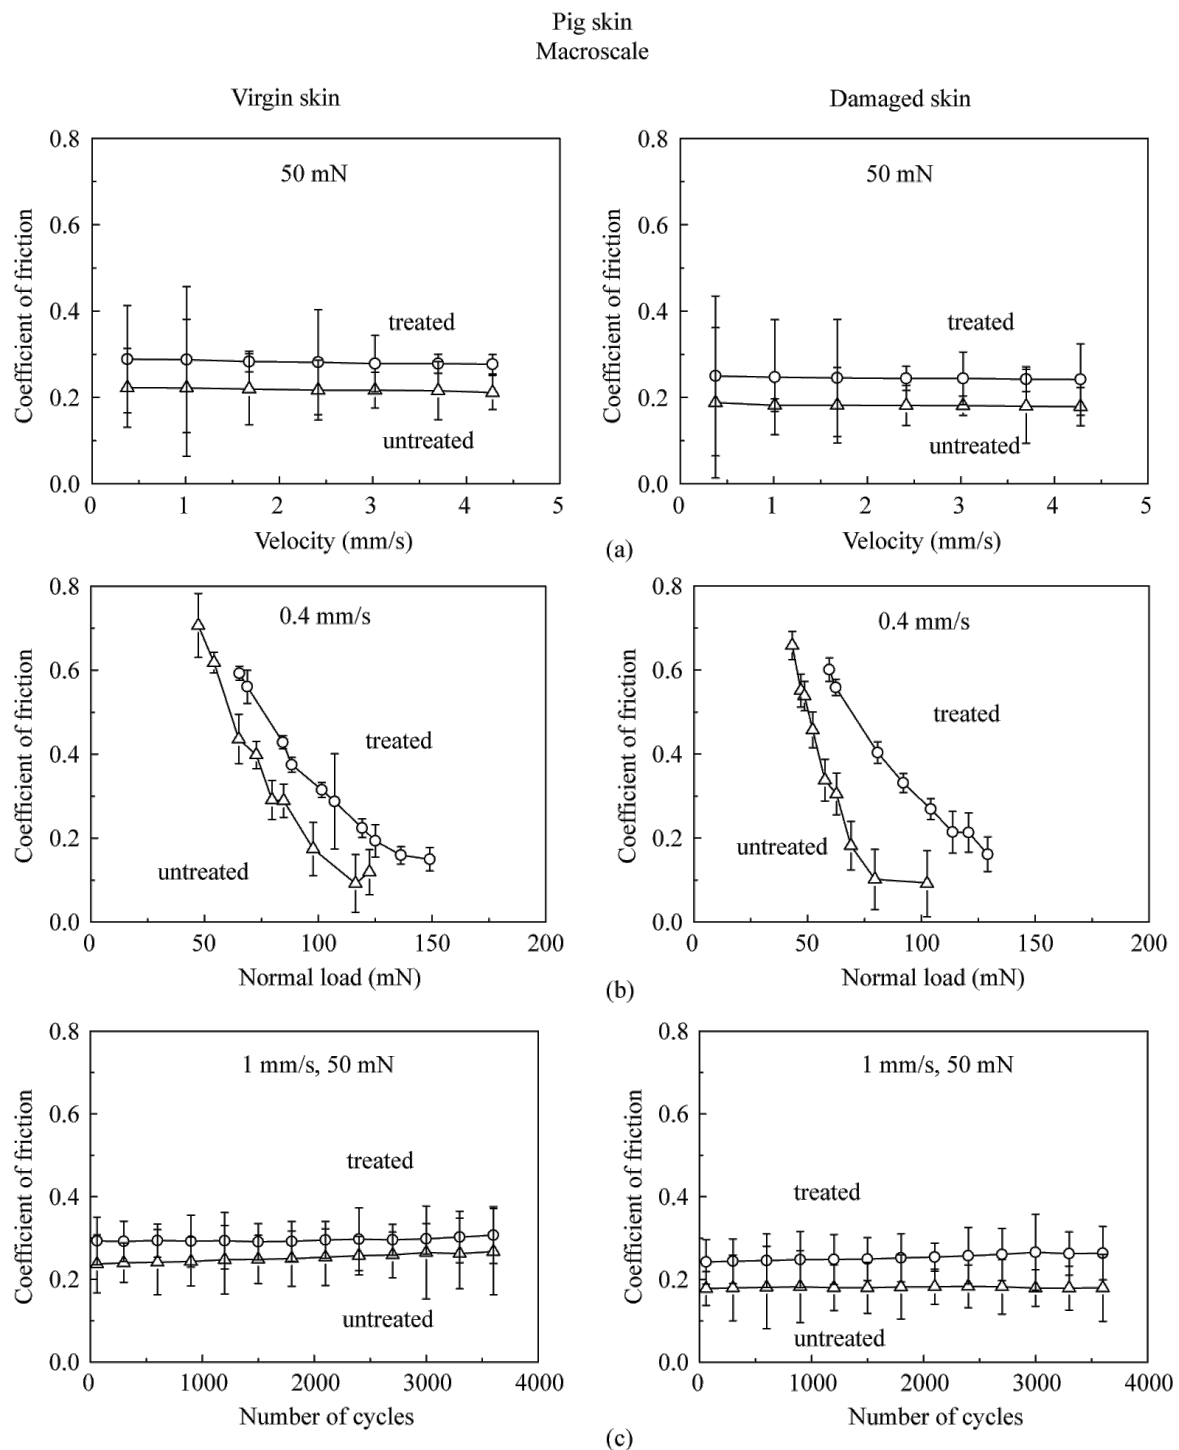 Pig skin
Macroscale
Virgin skin
Damaged skin
0.8
0.6
0.4
0.2
0.0
Coefficient of friction
50 mN
treated
untreated
0 1 2 3 4 5
Velocity (mm/s)
0.8
0.6
0.4
0.2
0.0
Coefficient of friction
50 mN
treated
untreated
0 1 2 3 4 5
Velocity (mm/s)
(a)
0.8
0.6
0.4
0.2
0.0
Coefficient of friction
0.4 mm/s
treated
untreated
0 50 100 150 200
Normal load (mN)
0.8
0.6
0.4
0.2
0.0
Coefficient of friction
0.4 mm/s
treated
untreated
0 50 100 150 200
Normal load (mN)
(b)
0.8
0.6
0.4
0.2
0.0
Coefficient of friction
1 mm/s, 50 mN
treated
untreated
0 1000 2000 3000 4000
Number of cycles
0.8
0.6
0.4
0.2
0.0
Coefficient of friction
1 mm/s, 50 mN
treated
untreated
0 1000 2000 3000 4000
Number of cycles
(c)